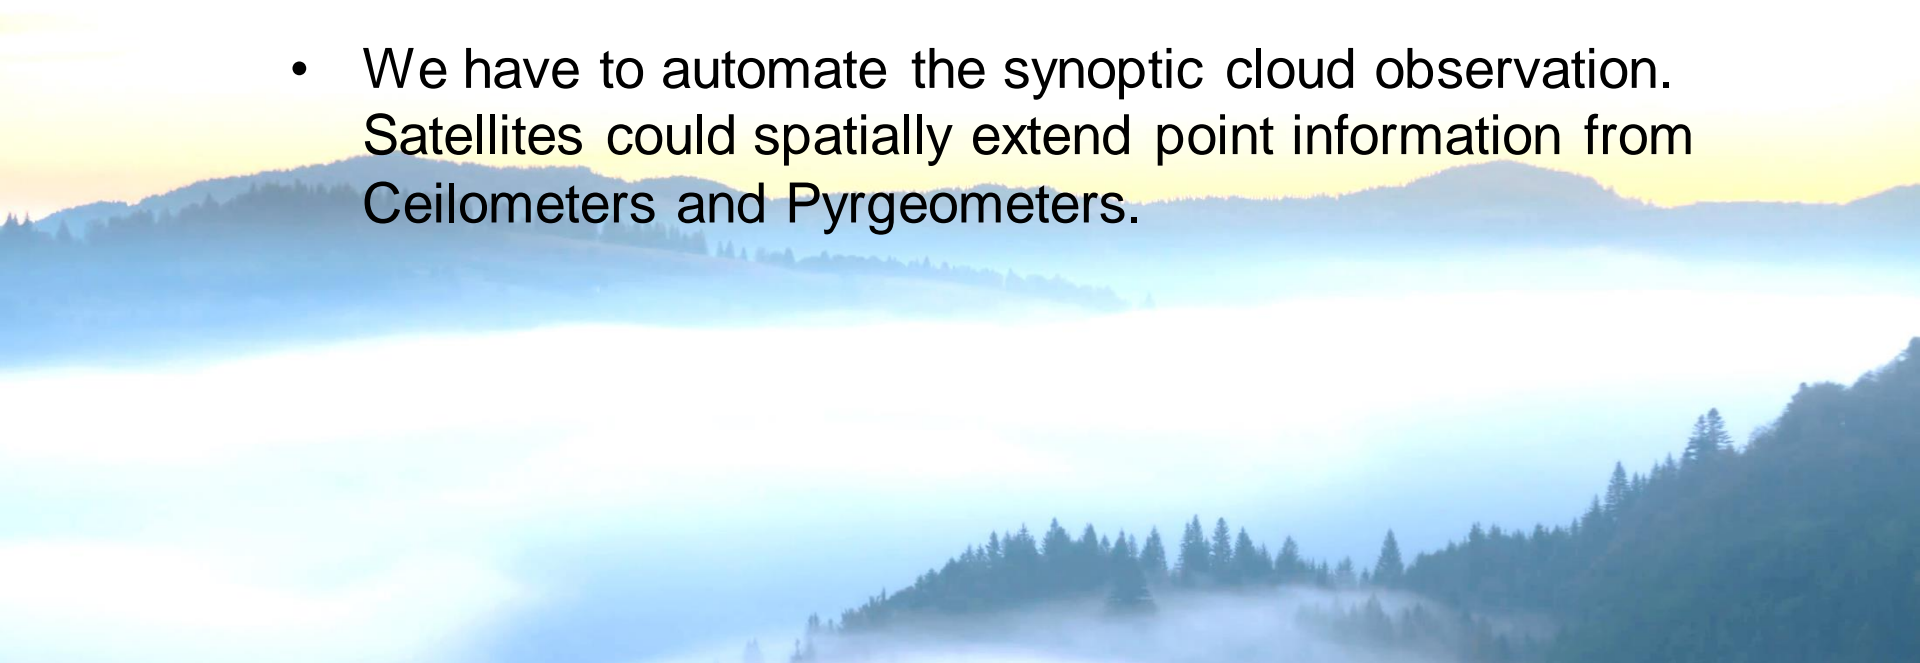 • We have to automate the synoptic cloud observation.
Satellites could spatially extend point information from
Ceilometers and Pyrgeometers.